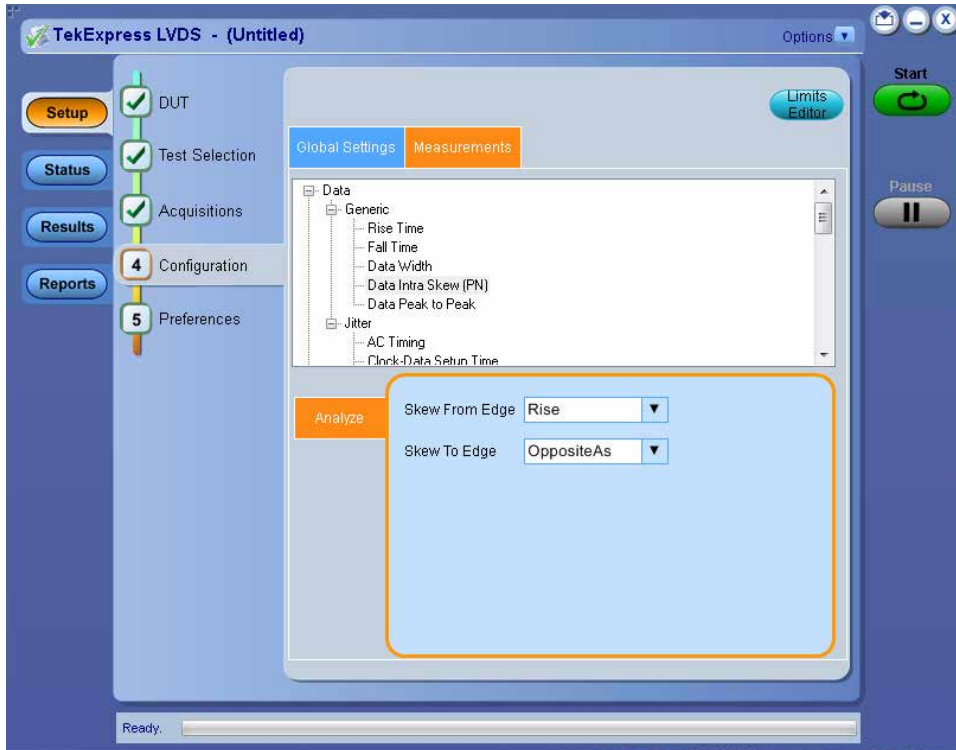 TekExpress LVDS - (Untitled)
Options
Start
Pause
Setup
Status
Results
Reports
DUT
Test Selection
Acquisitions
4 Configuration
5 Preferences
Limits
Editor
Global Settings
Measurements
Data
Generic
Rise Time
Fall Time
Data Width
Data Intra Skew (PN)
Data Peak to Peak
Jitter
AC Timing
Clock-Data Setup Time
Analyze
Skew From Edge Rise
Skew To Edge OppositeAs
Ready.